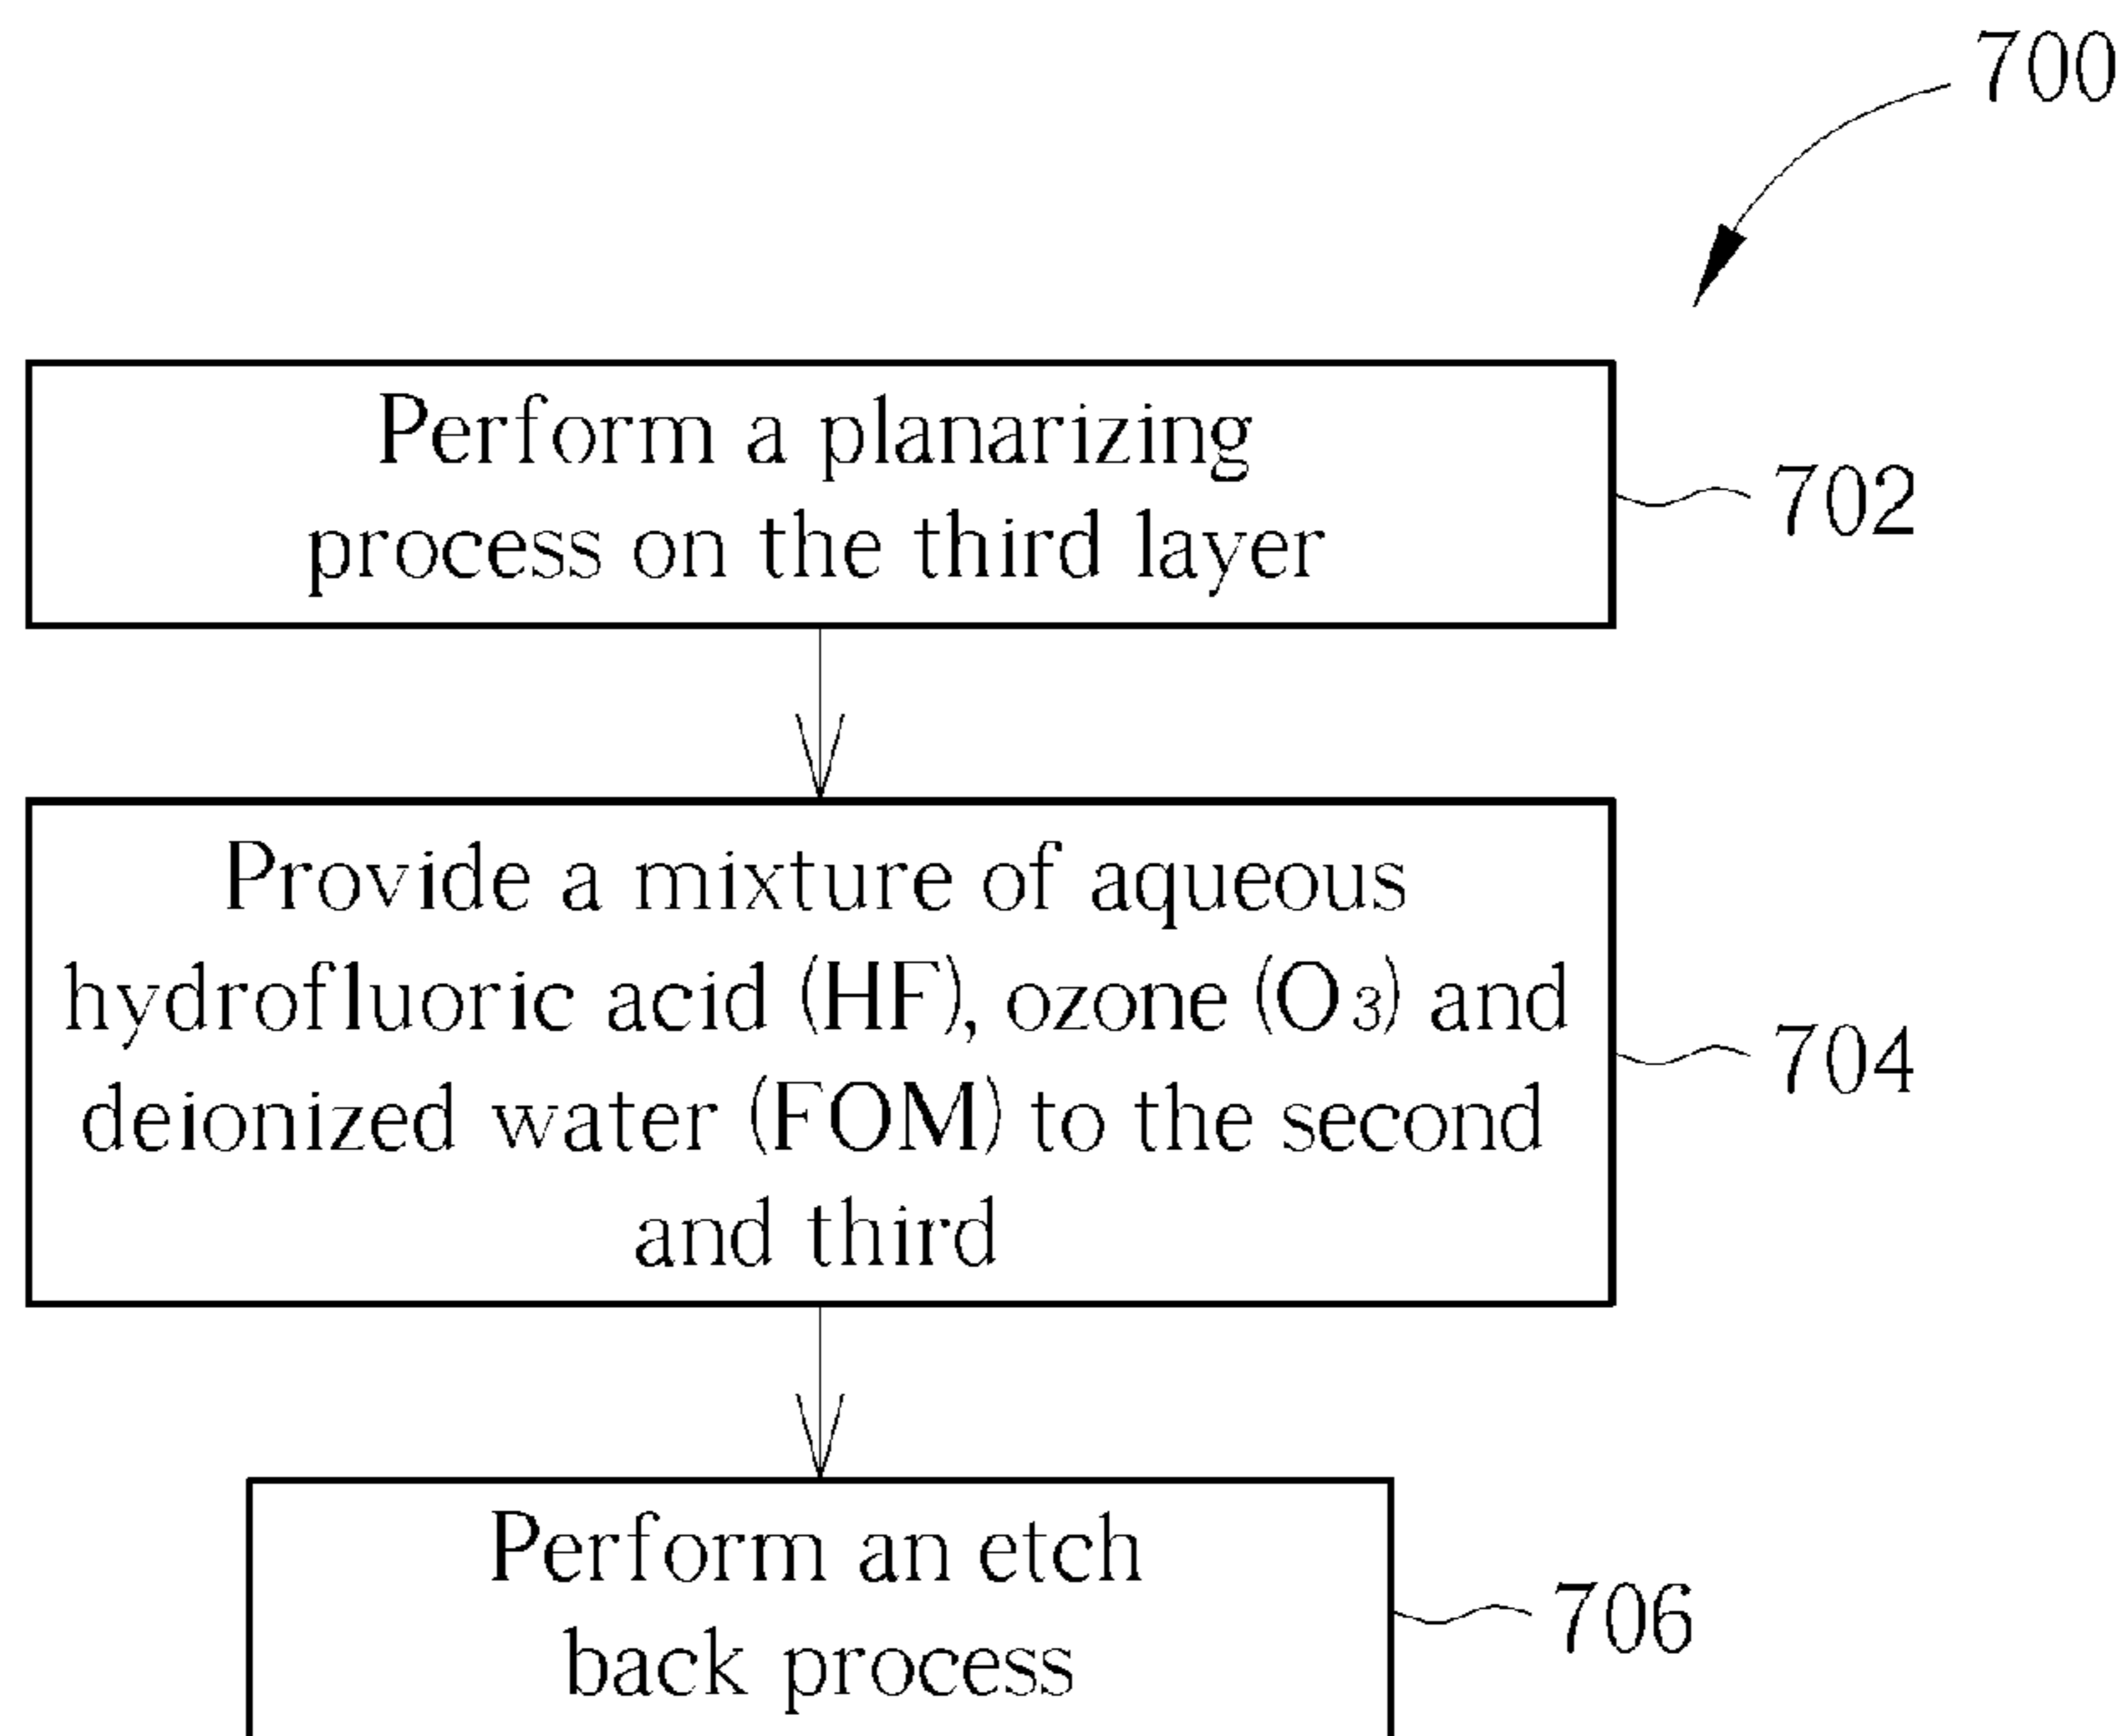 700
Perform a planarizing
process on the third layer
702
Provide a mixture of aqueous
hydrofluoric acid (HF), ozone (O3) and
deionized water (FOM) to the second
and third
704
Perform an etch
back process
706